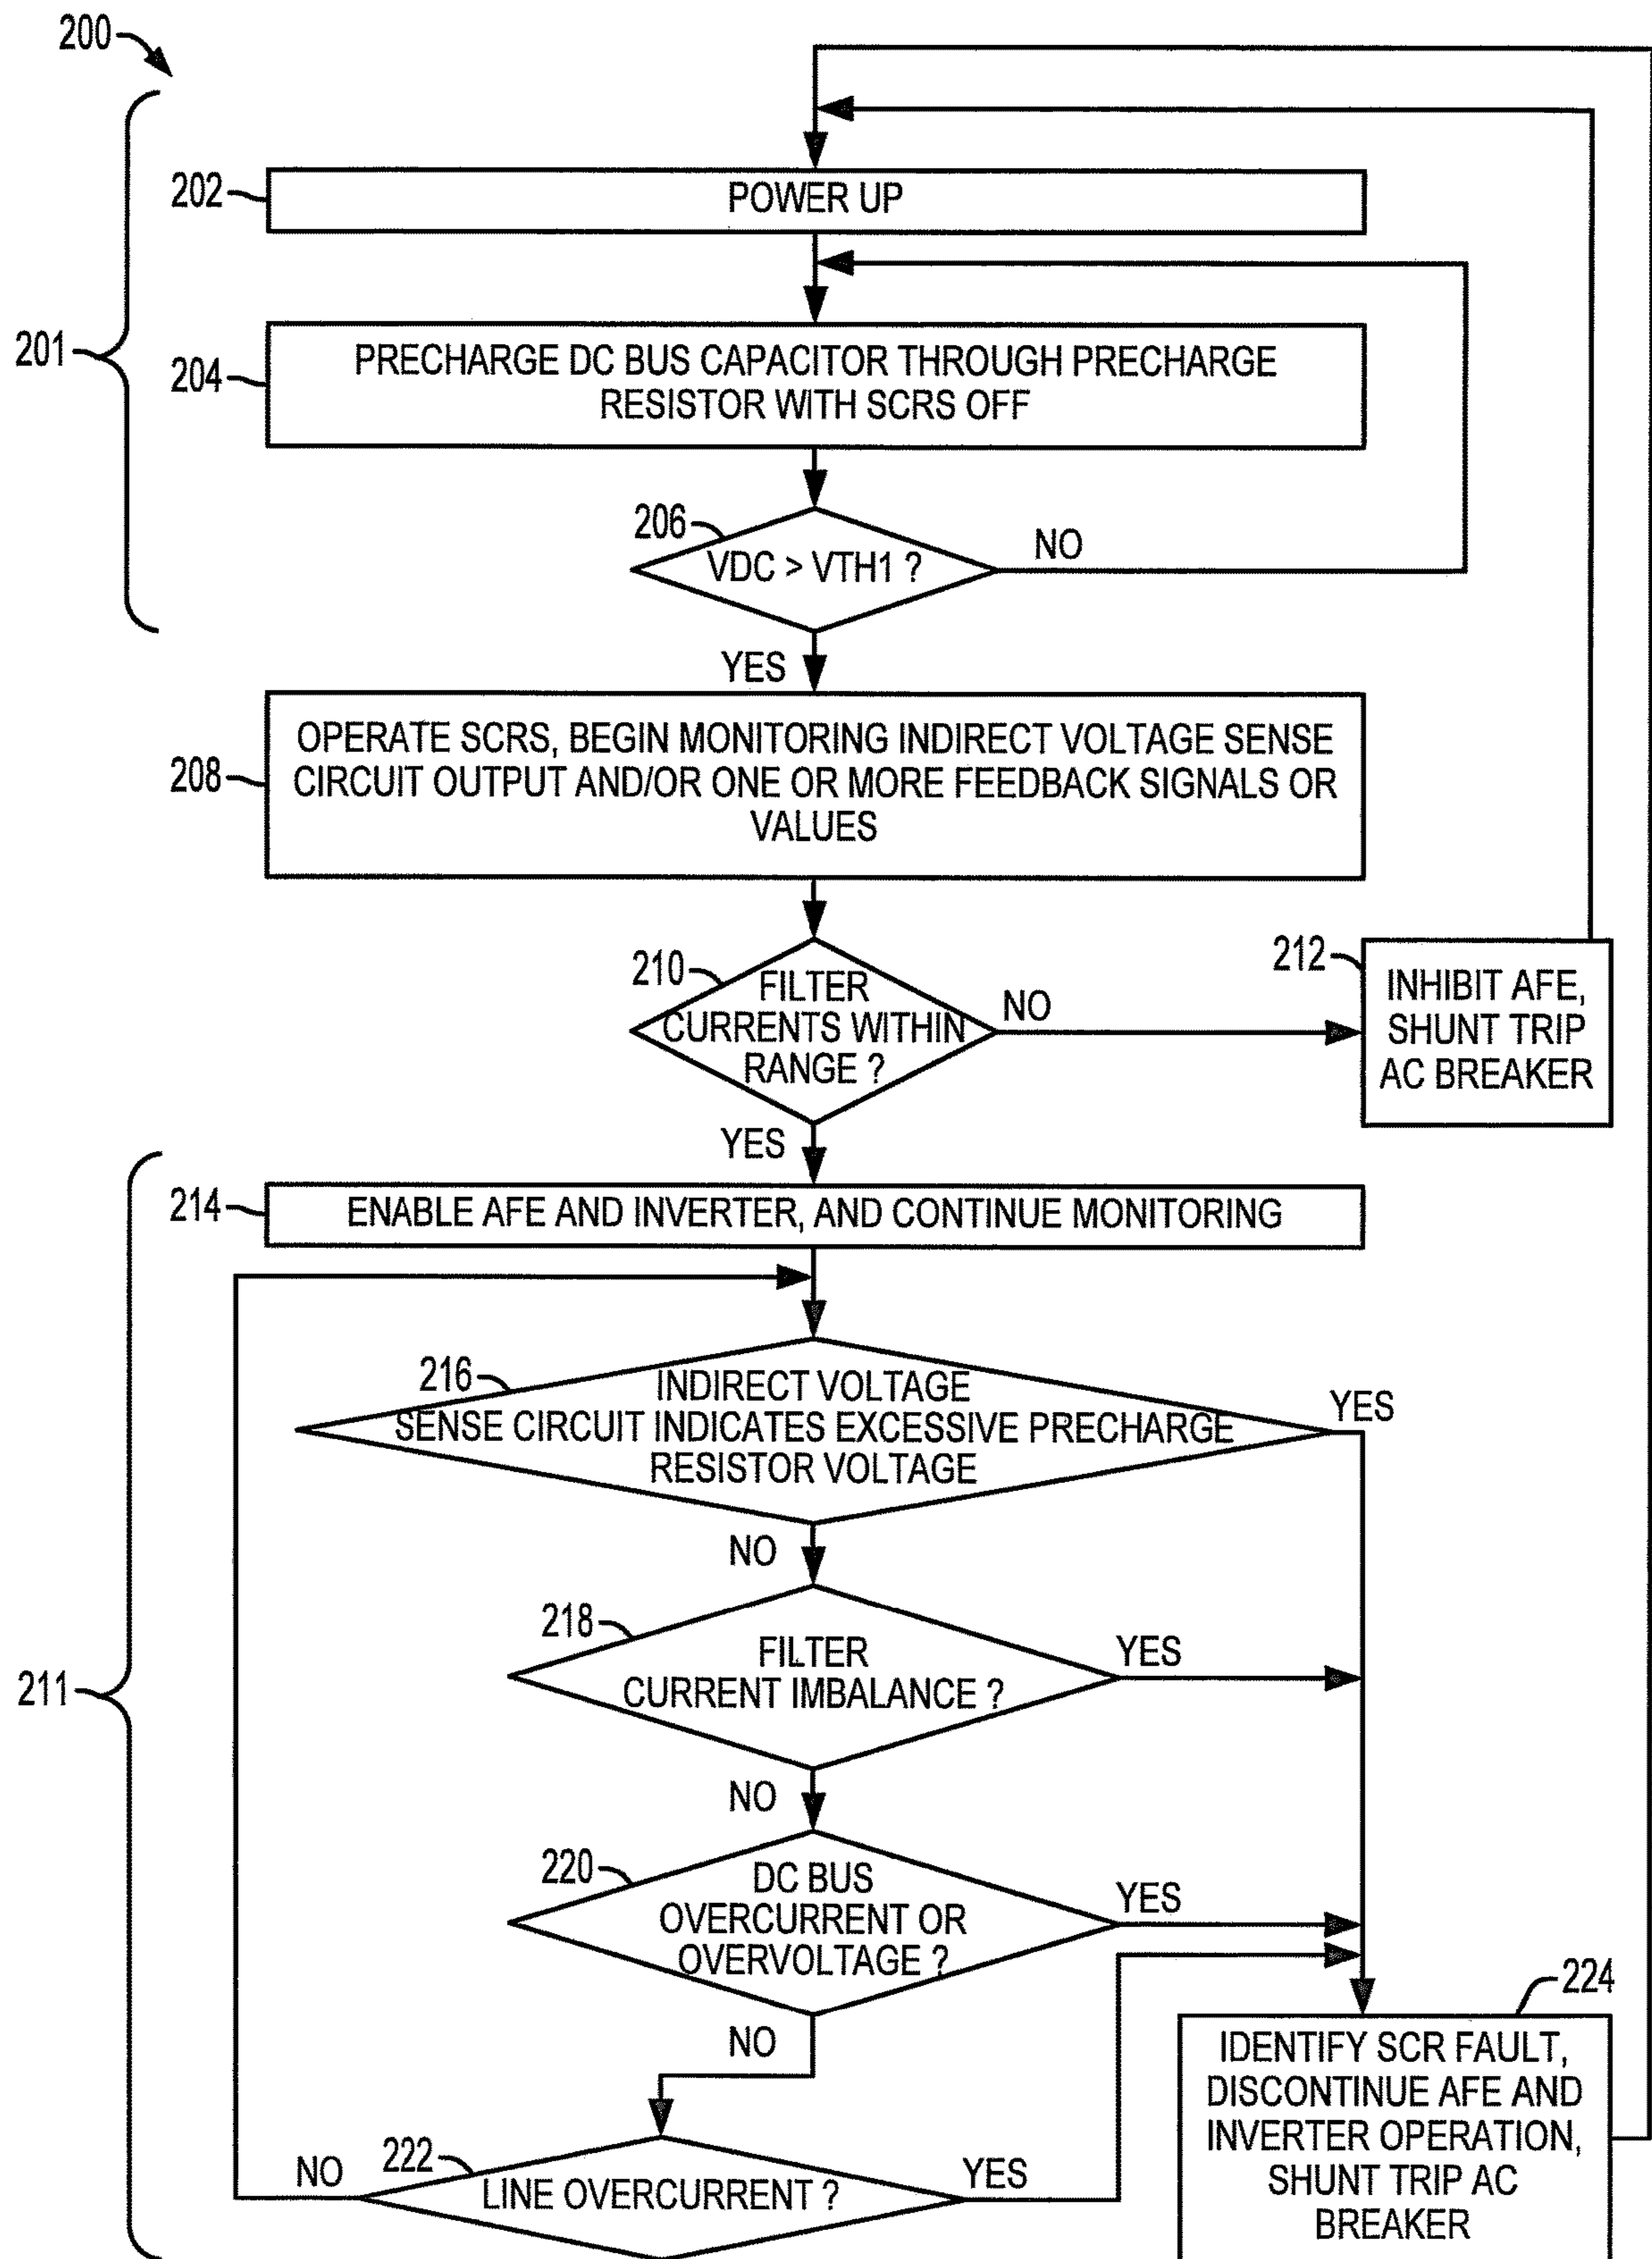 200
202
POWER UP
201
204
PRECHARGE DC BUS CAPACITOR THROUGH PRECHARGE
RESISTOR WITH SCRS OFF
206
VDC > VTH1 ?
NO
YES
208
OPERATE SCRS, BEGIN MONITORING INDIRECT VOLTAGE SENSE
CIRCUIT OUTPUT AND/OR ONE OR MORE FEEDBACK SIGNALS OR
VALUES
210
FILTER
CURRENTS WITHIN
RANGE ?
NO
212
INHIBIT AFE,
SHUNT TRIP
AC BREAKER
YES
214
ENABLE AFE AND INVERTER, AND CONTINUE MONITORING
216
INDIRECT VOLTAGE
SENSE CIRCUIT INDICATES EXCESSIVE PRECHARGE
RESISTOR VOLTAGE
YES
NO
218
FILTER
CURRENT IMBALANCE ?
YES
211
NO
220
DC BUS
OVERCURRENT OR
OVERVOLTAGE ?
YES
NO
222
LINE OVERCURRENT ?
NO
YES
224
IDENTIFY SCR FAULT,
DISCONTINUE AFE AND
INVERTER OPERATION,
SHUNT TRIP AC
BREAKER